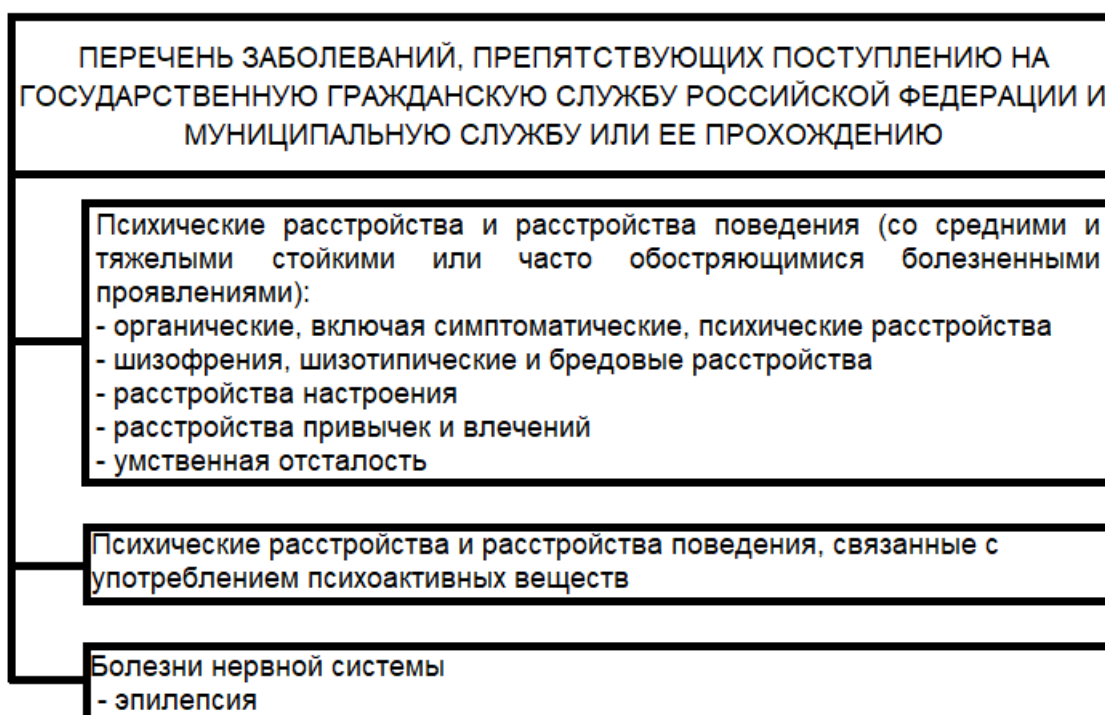 ПЕРЕЧЕНЬ ЗАБОЛЕВАНИЙ, ПРЕПЯТСТВУЮЩИХ ПОСТУПЛЕНИЮ НА
ГОСУДАРСТВЕННУЮ ГРАЖДАНСКУЮ СЛУЖБУ РОССИЙСКОЙ ФЕДЕРАЦИИ И
МУНИЦИПАЛЬНУЮ СЛУЖБУ ИЛИ ЕЕ ПРОХОЖДЕНИЮ
Психические расстройства и расстройства поведения (со средними и
тяжелыми стойкими или часто обостряющимися болезненными
проявлениями):
- органические, включая симптоматические, психические расстройства
- шизофрения, шизотипические и бредовые расстройства
- расстройства настроения
- расстройства привычек и влечений
- умственная отсталость
Психические расстройства и расстройства поведения, связанные с
употреблением психоактивных веществ
Болезни нервной системы
- эпилепсия